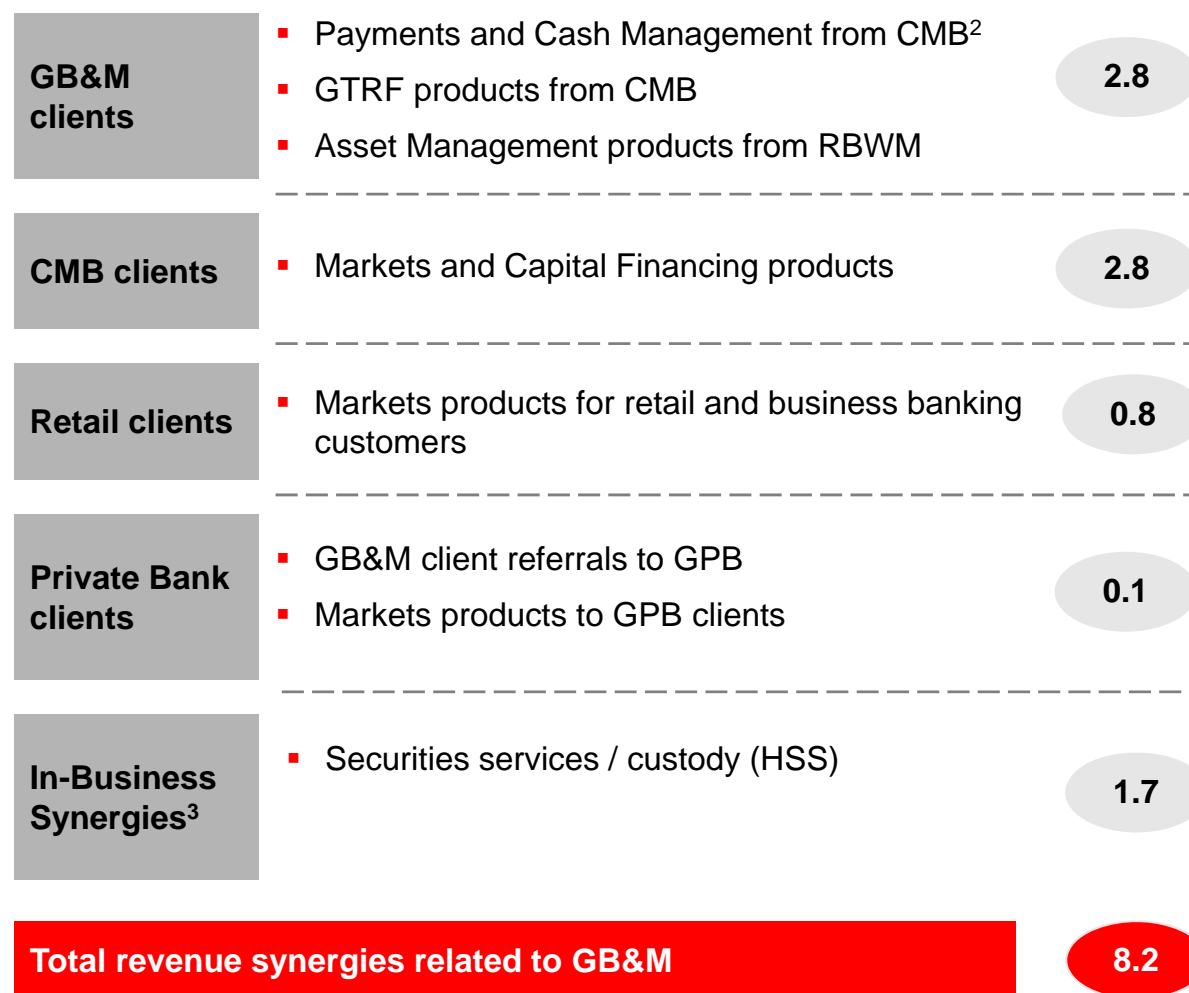 GB&M
clients
▪ Payments and Cash Management from CMB²
▪ GTRF products from CMB
▪ Asset Management products from RBWM
2.8
CMB clients
▪ Markets and Capital Financing products
2.8
Retail clients
▪ Markets products for retail and business banking
customers
0.8
Private Bank
clients
▪ GB&M client referrals to GPB
▪ Markets products to GPB clients
0.1
In-Business
Synergies³
▪ Securities services / custody (HSS)
1.7
Total revenue synergies related to GB&M
8.2